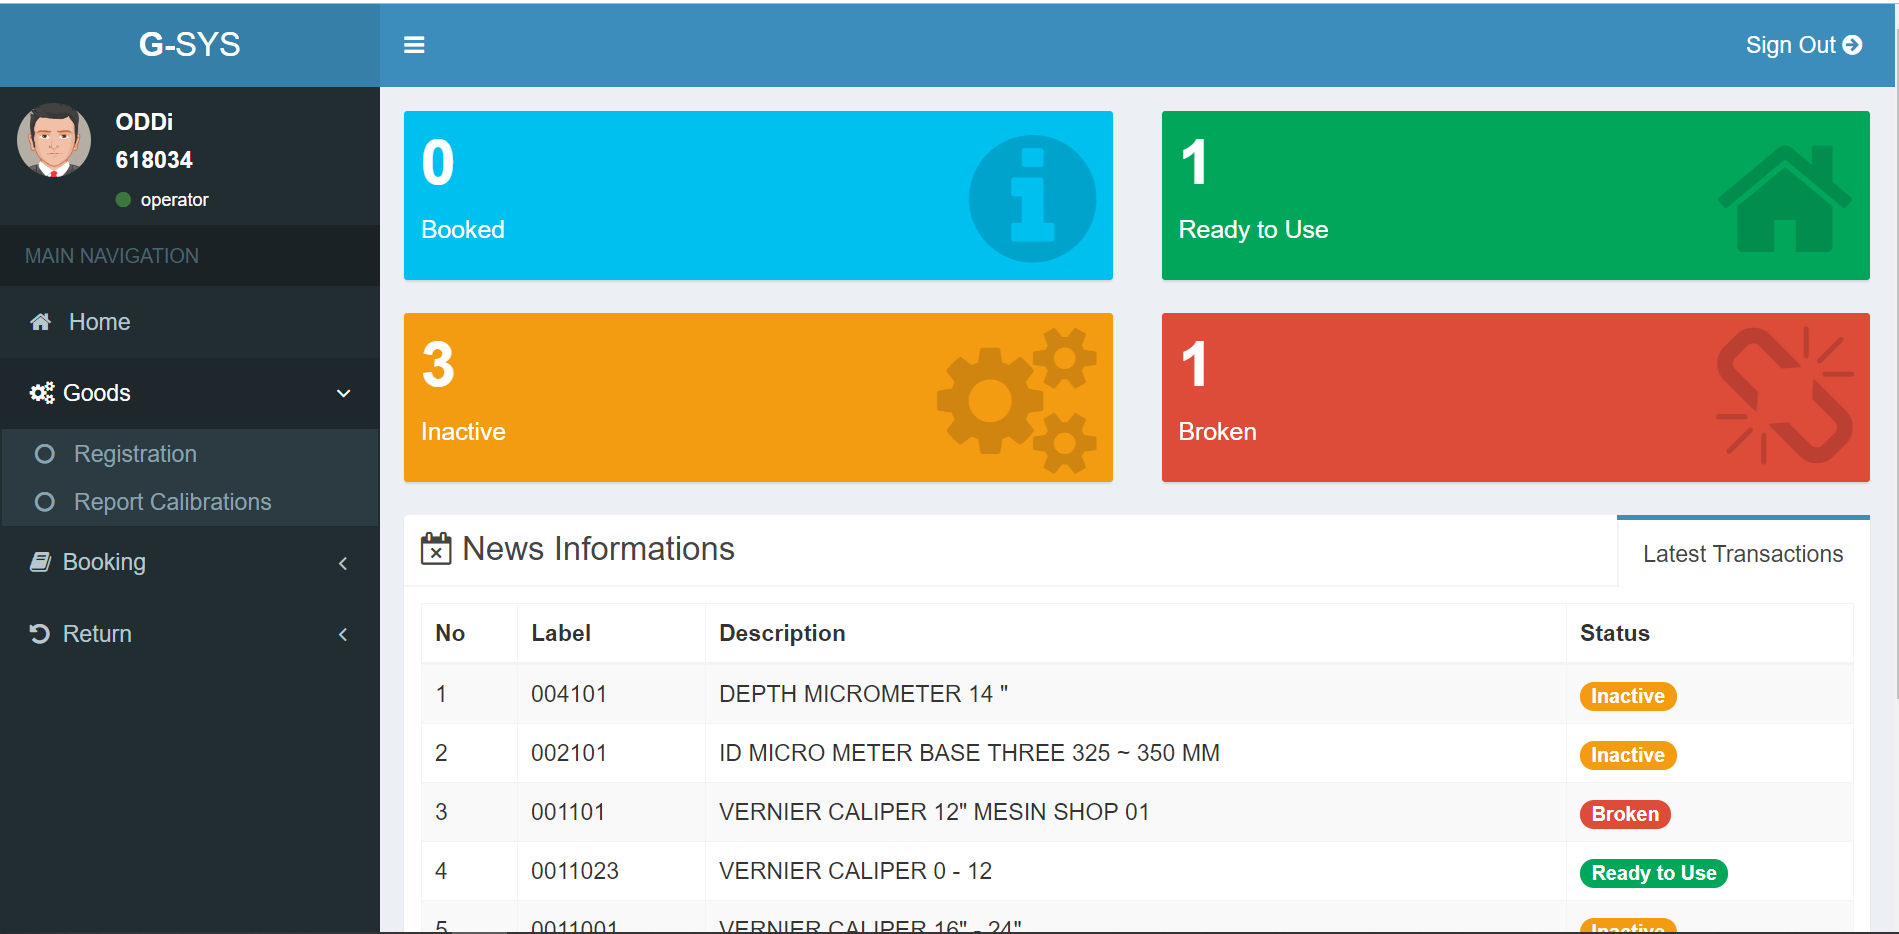 G-SYS
Sign Out
ODDi
618034
operator
MAIN NAVIGATION
Home
Goods
Registration
Report Calibrations
Booking
Return
0
Booked
1
Ready to Use
3
Inactive
1
Broken
News Informations
Latest Transactions
No Label Description Status
1 004101 DEPTH MICROMETER 14 " Inactive
2 002101 ID MICRO METER BASE THREE 325 ~ 350 MM Inactive
3 001101 VERNIER CALIPER 12" MESIN SHOP 01 Broken
4 0011023 VERNIER CALIPER 0 - 12 Ready to Use
5 0011001 VERNIER CALIPER 16" - 24" Inactive